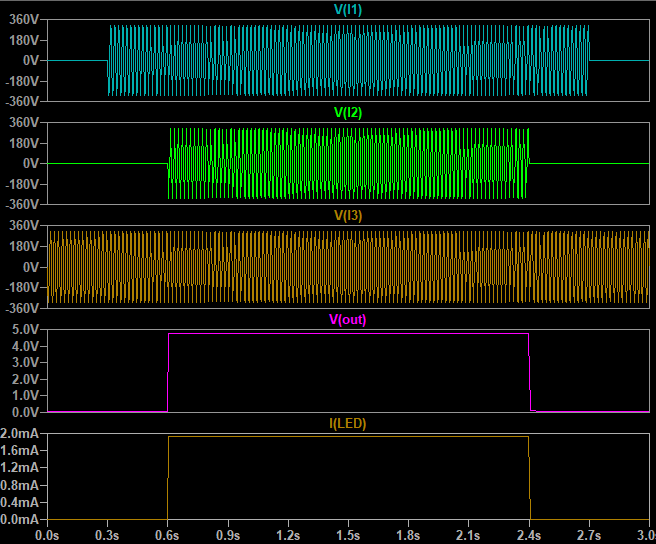 V(I1)
360V
180V
0V
-180V
-360V
V(I2)
360V
180V
0V
-180V
-360V
V(I3)
360V
180V
0V
-180V
-360V
V(out)
5.0V
4.0V
3.0V
2.0V
1.0V
0.0V
I(LED)
2.0mA
1.6mA
1.2mA
0.8mA
0.4mA
0.0mA
0.0s 0.3s 0.6s 0.9s 1.2s 1.5s 1.8s 2.1s 2.4s 2.7s 3.0s